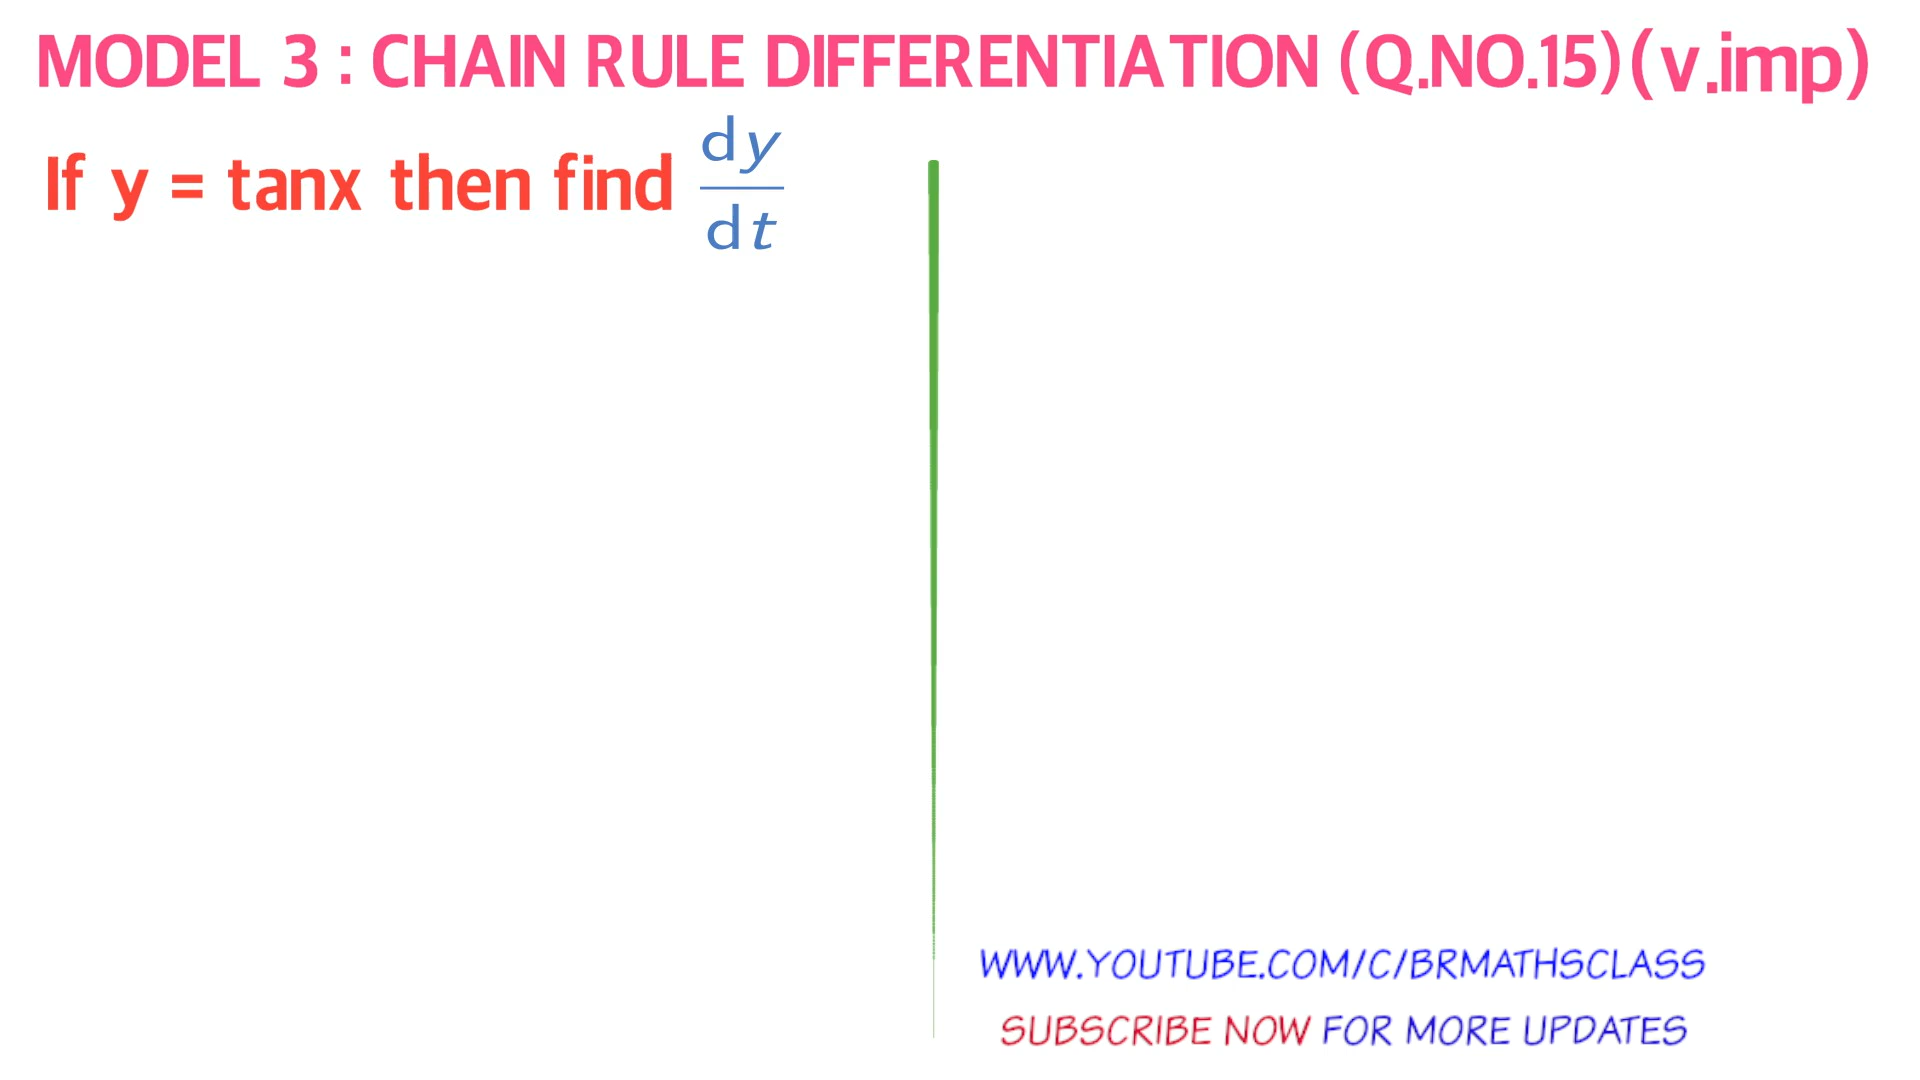 MODEL 3 : CHAIN RULE DIFFERENTIATION (Q.NO.15)(v.imp)
If y = tanx then find dy/dt
WWW.YOUTUBE.COM/C/BRMATHSCLASS
SUBSCRIBE NOW FOR MORE UPDATES